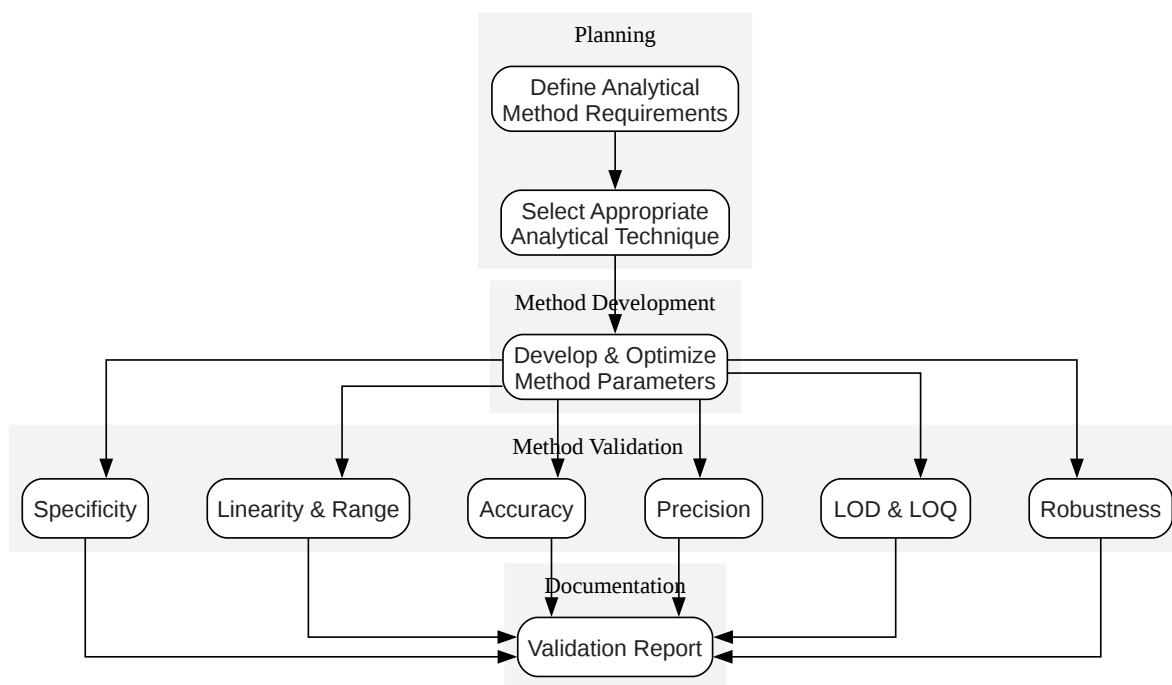 Planning
Define Analytical
Method Requirements
Select Appropriate
Analytical Technique
Method Development
Develop & Optimize
Method Parameters
Method Validation
Specificity
Linearity & Range
Accuracy
Precision
LOD & LOQ
Robustness
Documentation
Validation Report